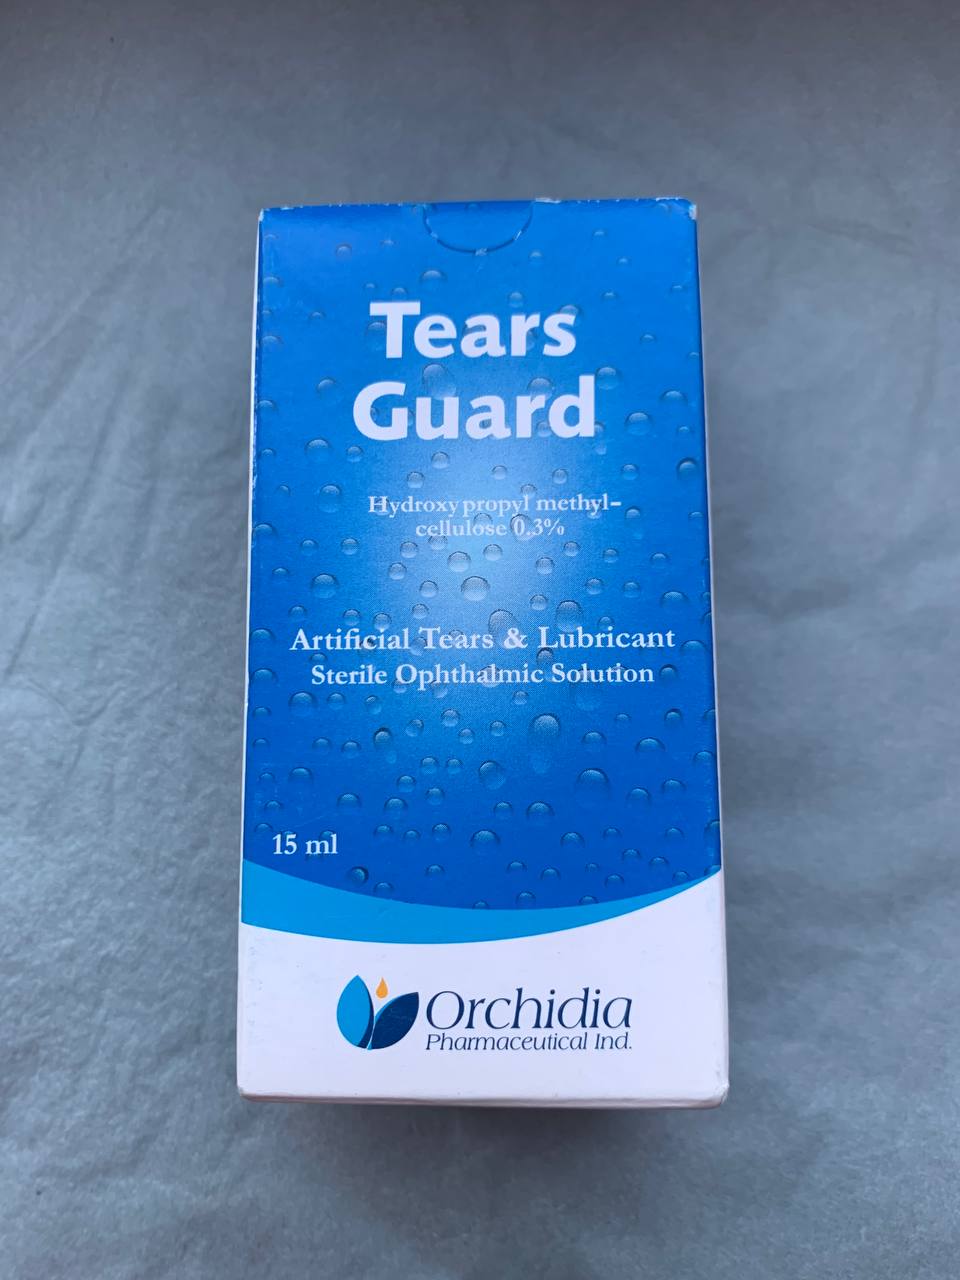 Tears
Guard
Hydroxy propyl methyl-
cellulose 0.3%
Artificial Tears & Lubricant
Sterile Ophthalmic Solution
15 ml
Orchidia
Pharmaceutical Ind.